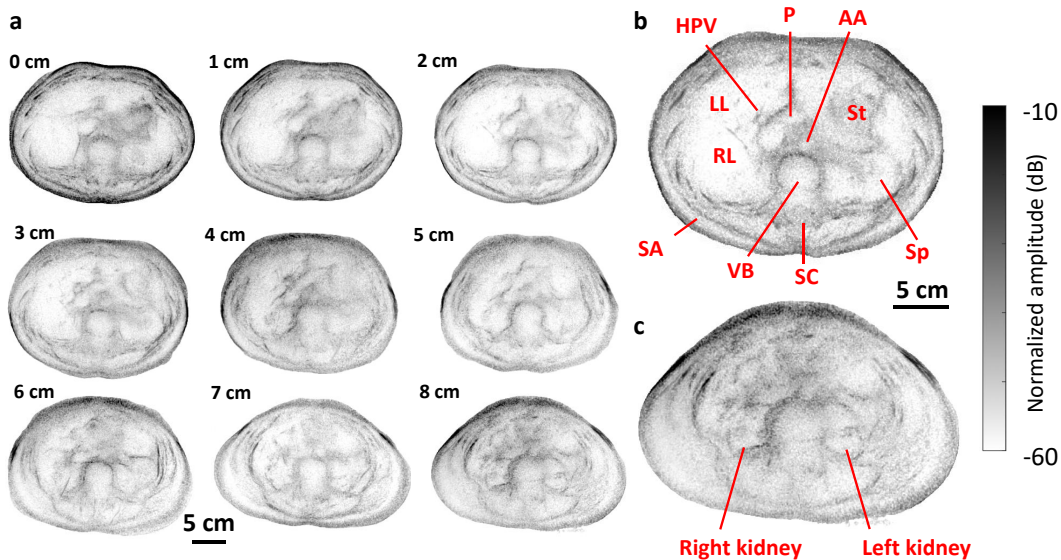 a
0 cm
1 cm
2 cm
3 cm
4 cm
5 cm
6 cm
7 cm
8 cm
5 cm
b
HPV
P
AA
LL
St
RL
SA
VB
SC
Sp
5 cm
c
Right kidney
Left kidney
-10
Normalized amplitude (dB)
-60